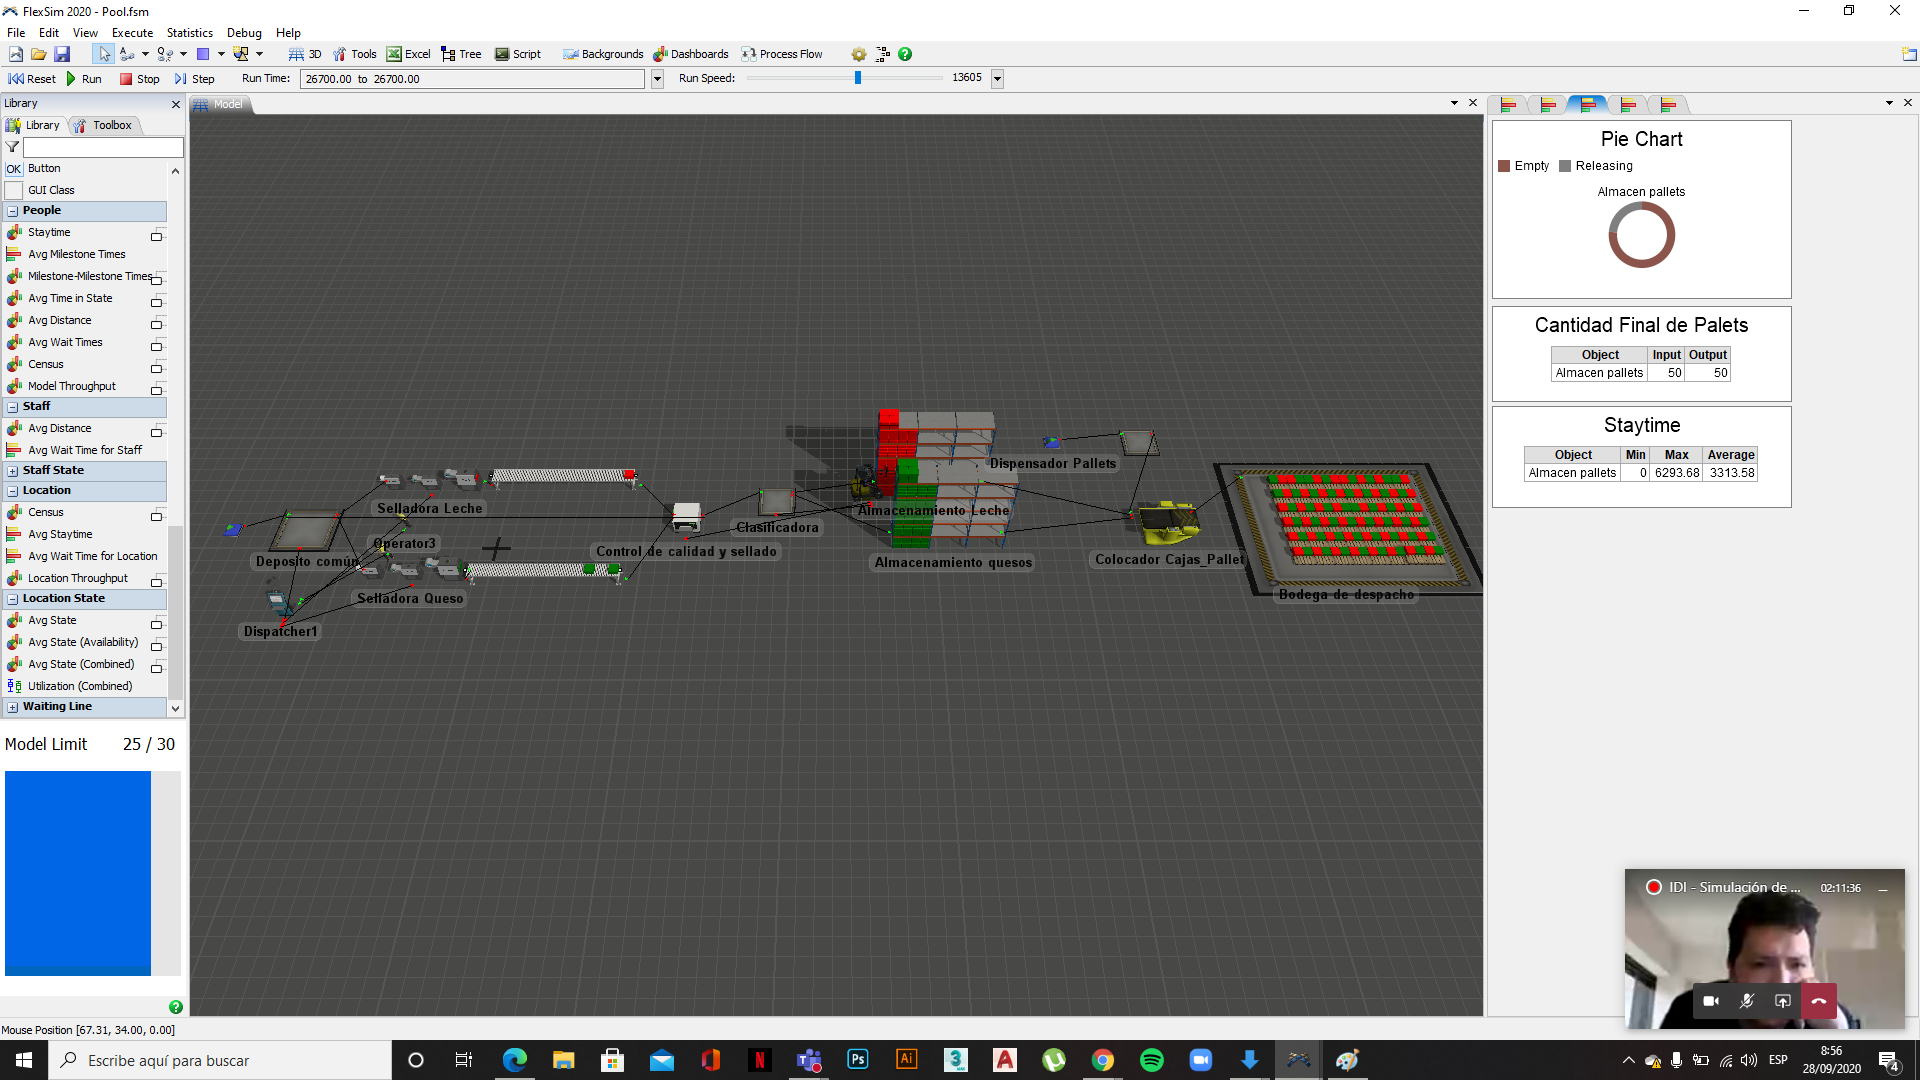 FlexSim 2020 - Pool.fsm
File Edit View Execute Statistics Debug Help
3D Tools Excel Tree Script Backgrounds Dashboards Process Flow
Reset Run Stop Step Run Time: 26700.00 to 26700.00 Run Speed: 13605
Library
Library Toolbox
OK Button
GUI Class
People
Staytime
Avg Milestone Times
Milestone-Milestone Times
Avg Time in State
Avg Distance
Avg Wait Times
Census
Model Throughput
Staff
Avg Distance
Avg Wait Time for Staff
Staff State
Location
Census
Avg Staytime
Avg Wait Time for Location
Location Throughput
Location State
Avg State
Avg State (Availability)
Avg State (Combined)
Utilization (Combined)
Waiting Line
Model Limit 25 / 30
Mouse Position [67.31, 34.00, 0.00]
Model
Dispensador Pallets
Selladora Leche
Almacenamiento Leche
Clasificadora
Operator3
Control de calidad y sellado
Deposito común
Almacenamiento quesos
Colocador Cajas_Pallet
Selladora Queso
Bodega de despacho
Dispatcher1
Pie Chart
Empty Releasing
Almacen pallets
Cantidad Final de Palets
Object Input Output
Almacen pallets 50 50
Staytime
Object Min Max Average
Almacen pallets 0 6293.68 3313.58
IDI - Simulación de ... 02:11:36
Escribe aquí para buscar
Ps Ai 3 A
ESP
8:56
28/09/2020
4